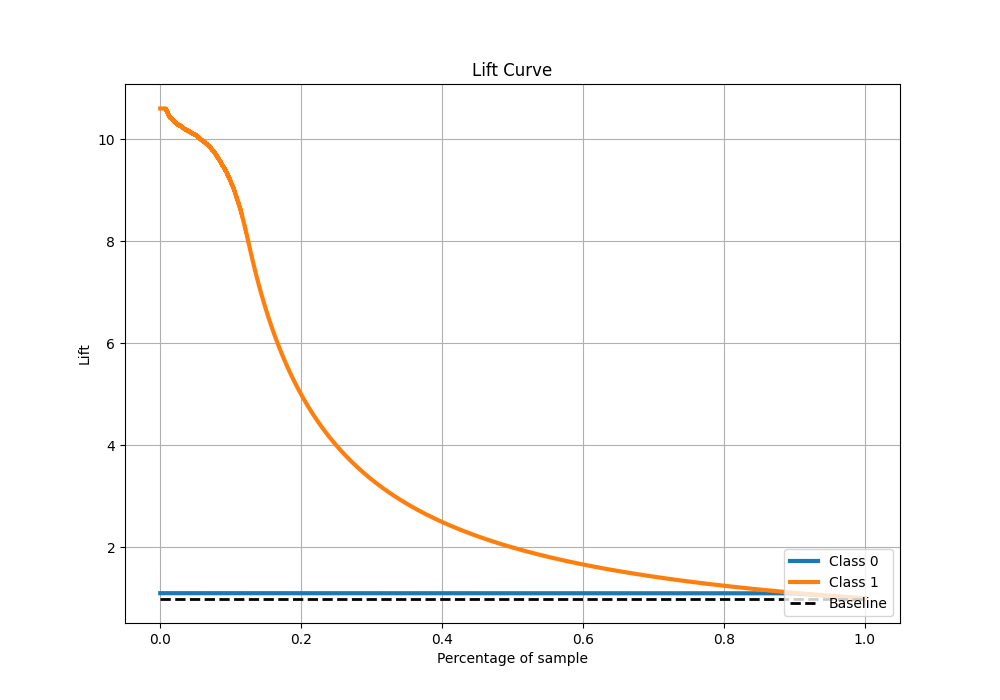 Lift Curve
Lift
10
8
6
4
2
0.0 0.2 0.4 0.6 0.8 1.0
Percentage of sample
Class 0
Class 1
Baseline